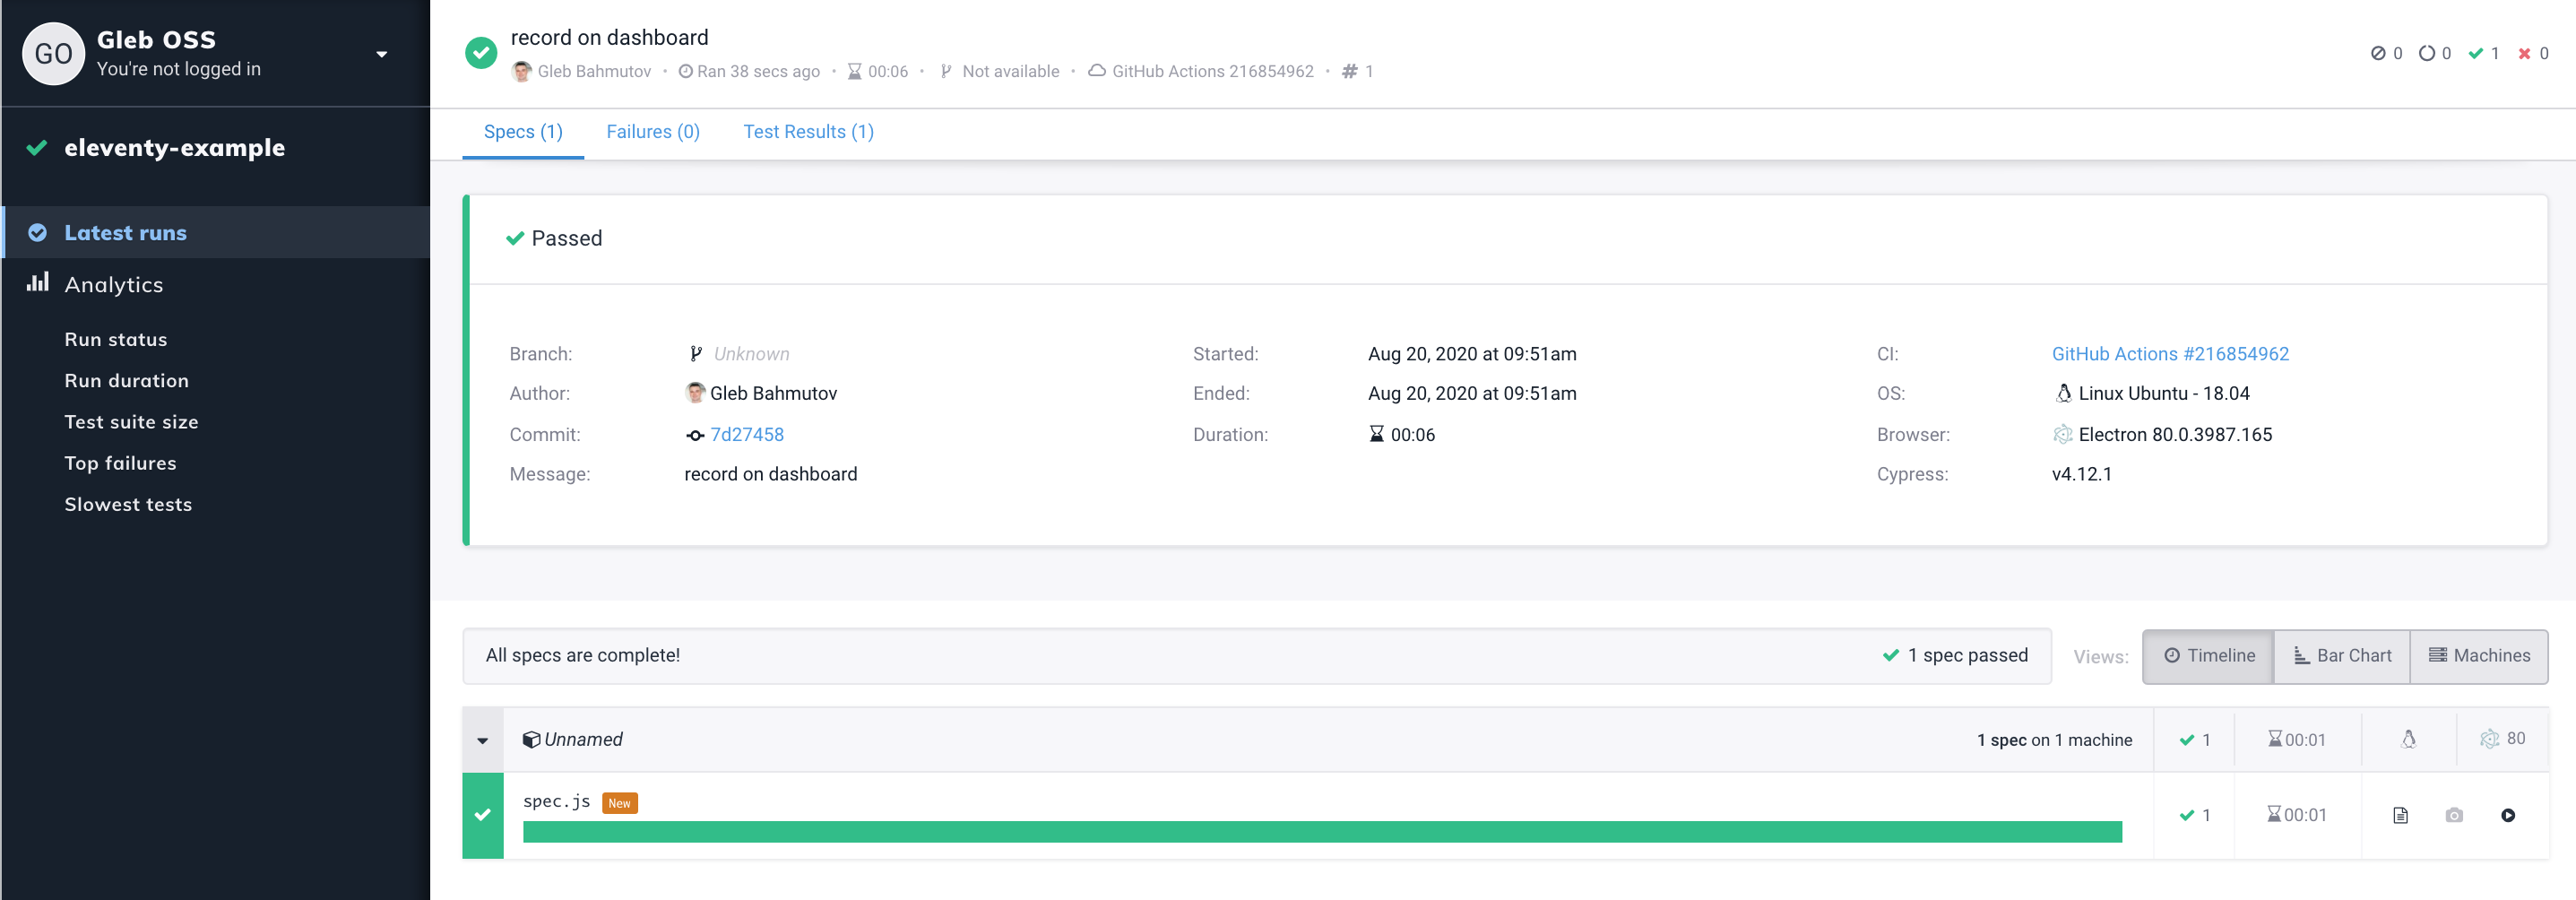 GO
Gleb OSS
You're not logged in
eleventy-example
Latest runs
Analytics
Run status
Run duration
Test suite size
Top failures
Slowest tests
record on dashboard
Gleb Bahmutov · Ran 38 secs ago · 00:06 · Not available · GitHub Actions 216854962 · # 1
0 0 1 0
Specs (1) Failures (0) Test Results (1)
Passed
Branch: Unknown
Author: Gleb Bahmutov
Commit: 7d27458
Message: record on dashboard
Started: Aug 20, 2020 at 09:51am
Ended: Aug 20, 2020 at 09:51am
Duration: 00:06
CI: GitHub Actions #216854962
OS: Linux Ubuntu - 18.04
Browser: Electron 80.0.3987.165
Cypress: v4.12.1
All specs are complete! 1 spec passed
Views: Timeline Bar Chart Machines
Unnamed 1 spec on 1 machine 1 00:01 80
spec.js New 1 00:01